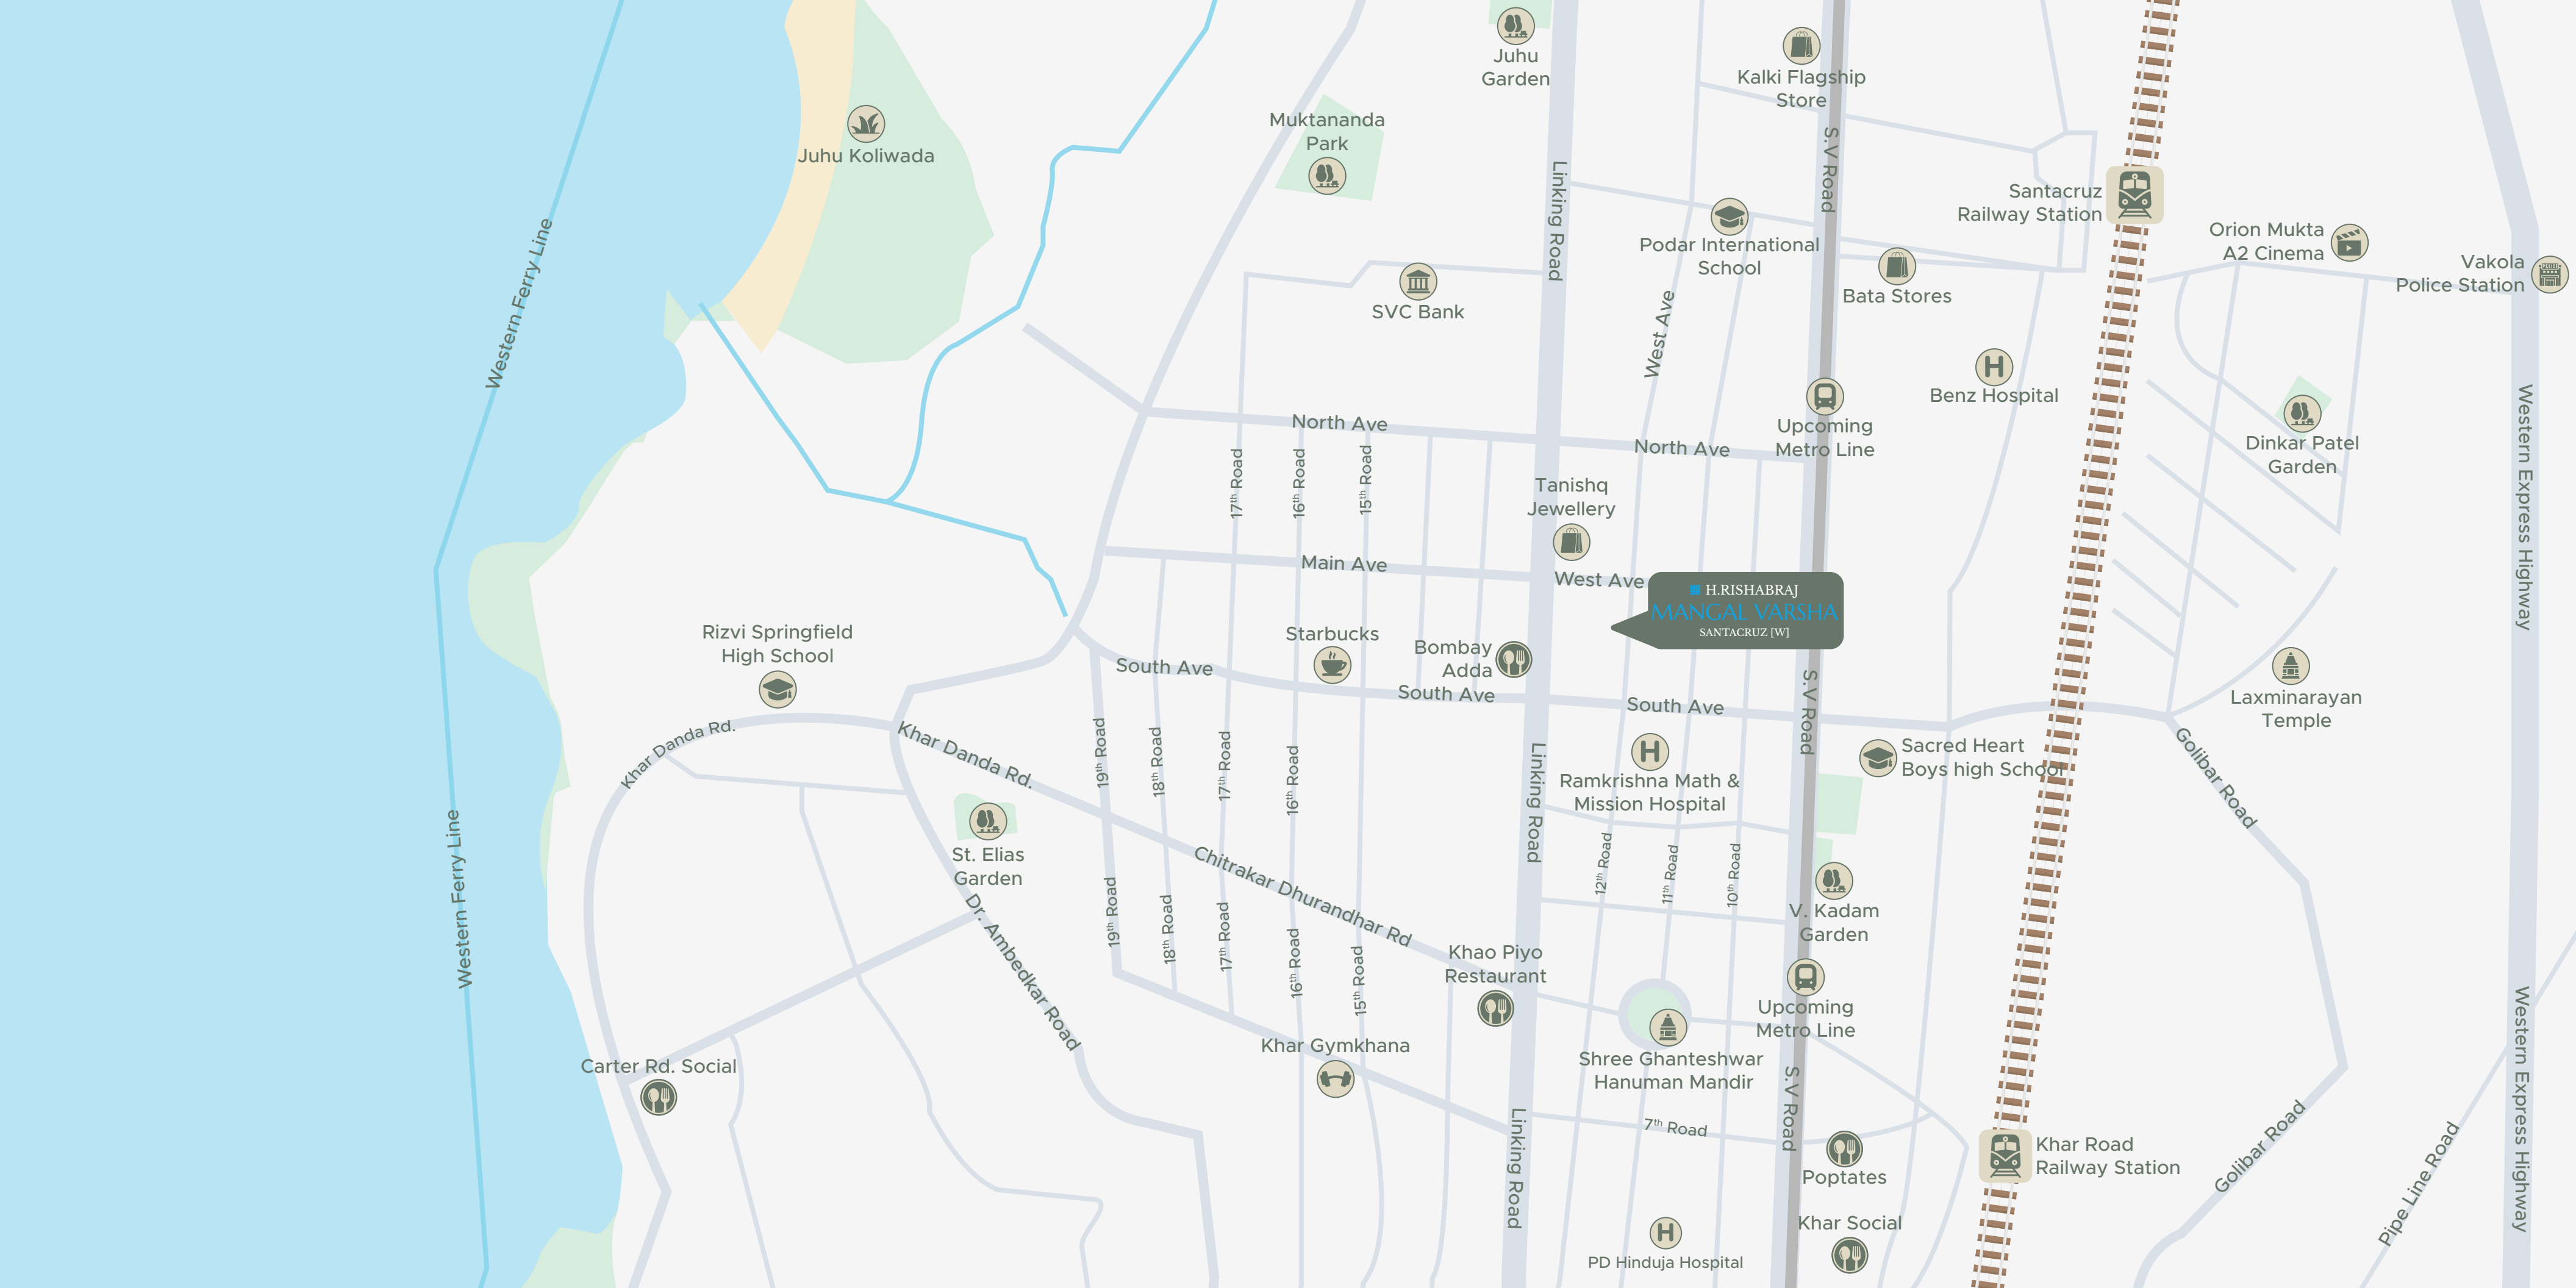 Juhu
Garden
Kalki Flagship
Store
Muktananda
Park
Juhu Koliwada
S.V Road
Linking Road
Santacruz
Railway Station
Orion Mukta
A2 Cinema
Vakola
Police Station
Podar International
School
Bata Stores
SVC Bank
Western Ferry Line
West Ave
Benz Hospital
North Ave
North Ave
Upcoming
Metro Line
Dinkar Patel
Garden
Western Express Highway
17th Road
16th Road
15th Road
Tanishq
Jewellery
Main Ave
West Ave
H.RISHABRAJ
MANGAL VARSHA
SANTACRUZ [W]
Rizvi Springfield
High School
Starbucks
Bombay
Adda
South Ave
South Ave
South Ave
S.V Road
Laxminarayan
Temple
Khar Danda Rd.
Khar Danda Rd.
19th Road
18th Road
17th Road
16th Road
Linking Road
Ramkrishna Math &
Mission Hospital
Sacred Heart
Boys high School
Golibar Road
Western Ferry Line
St. Elias
Garden
Chitrakar Dhurandhar Rd
12th Road
11th Road
10th Road
V. Kadam
Garden
Dr. Ambedkar Road
19th Road
18th Road
17th Road
16th Road
15th Road
Khao Piyo
Restaurant
Upcoming
Metro Line
Khar Gymkhana
Shree Ghanteshwar
Hanuman Mandir
Carter Rd. Social
Western Express Highway
Linking Road
7th Road
S.V Road
Poptates
Khar Road
Railway Station
Golibar Road
Pipe Line Road
Khar Social
PD Hinduja Hospital